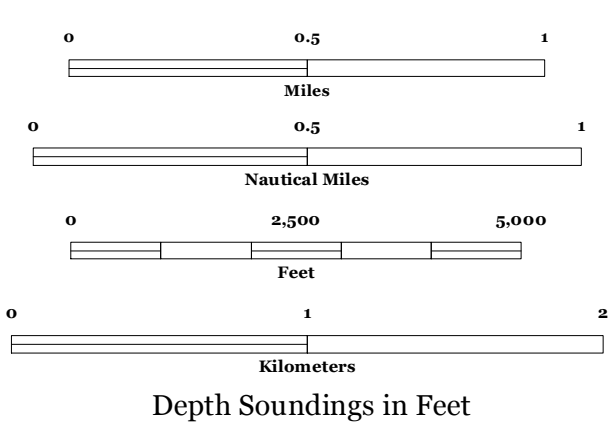 0 0.5 1
Miles
0 0.5 1
Nautical Miles
0 2,500 5,000
Feet
0 1 2
Kilometers
Depth Soundings in Feet